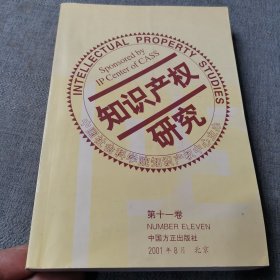 INTELLECTUAL PROPERTY STUDIES
Sponsored by
IP Center of CASS
知识产权
研究
第十一卷
NUMBER ELEVEN
中国方正出版社
2001年8月 北京